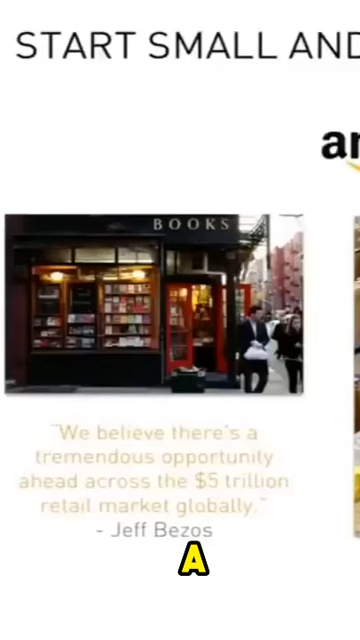 START SMALL AND
BOOKS
"We believe there's a
tremendous opportunity
ahead across the $5 trillion
retail market globally."
- Jeff Bezos
A